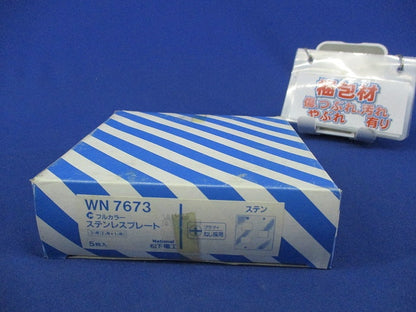 梱包材
傷つぶれ汚れ
やぶれ 有り
WN 7673
フルカラー
ステンレスプレート
5枚入
National
松下電工
ステン